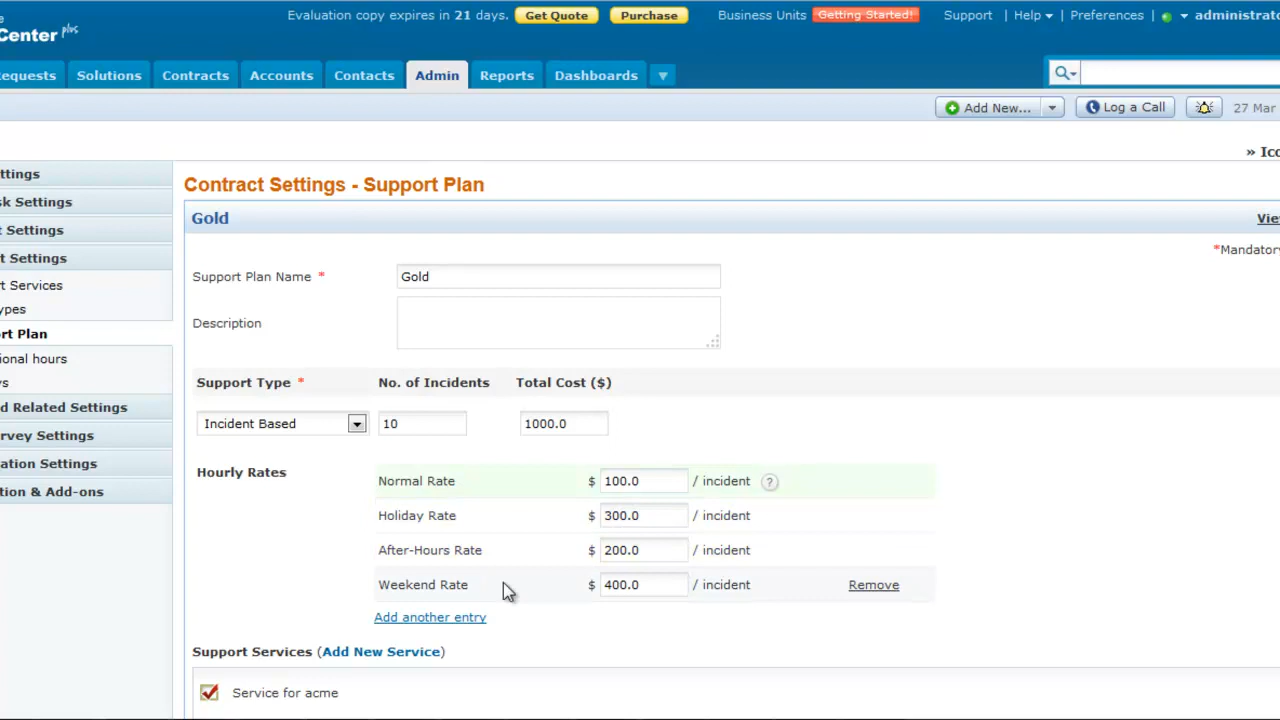 Evaluation copy expires in 21 days. Get Quote Purchase Business Units Getting Started! Support | Help | Preferences | administrato
Center plus
equests Solutions Contracts Accounts Contacts Admin Reports Dashboards
Add New... Log a Call 27 Mar
» Ico
ttings
Contract Settings - Support Plan
sk Settings
Gold Vie
t Settings
*Mandatory
t Settings
Support Plan Name * Gold
t Services
ypes
Description
rt Plan
ional hours
s
Support Type * No. of Incidents Total Cost ($)
d Related Settings
Incident Based 10 1000.0
rvey Settings
ation Settings
Hourly Rates
Normal Rate $ 100.0 / incident ?
tion & Add-ons
Holiday Rate $ 300.0 / incident
After-Hours Rate $ 200.0 / incident
Weekend Rate $ 400.0 / incident Remove
Add another entry
Support Services (Add New Service)
Service for acme